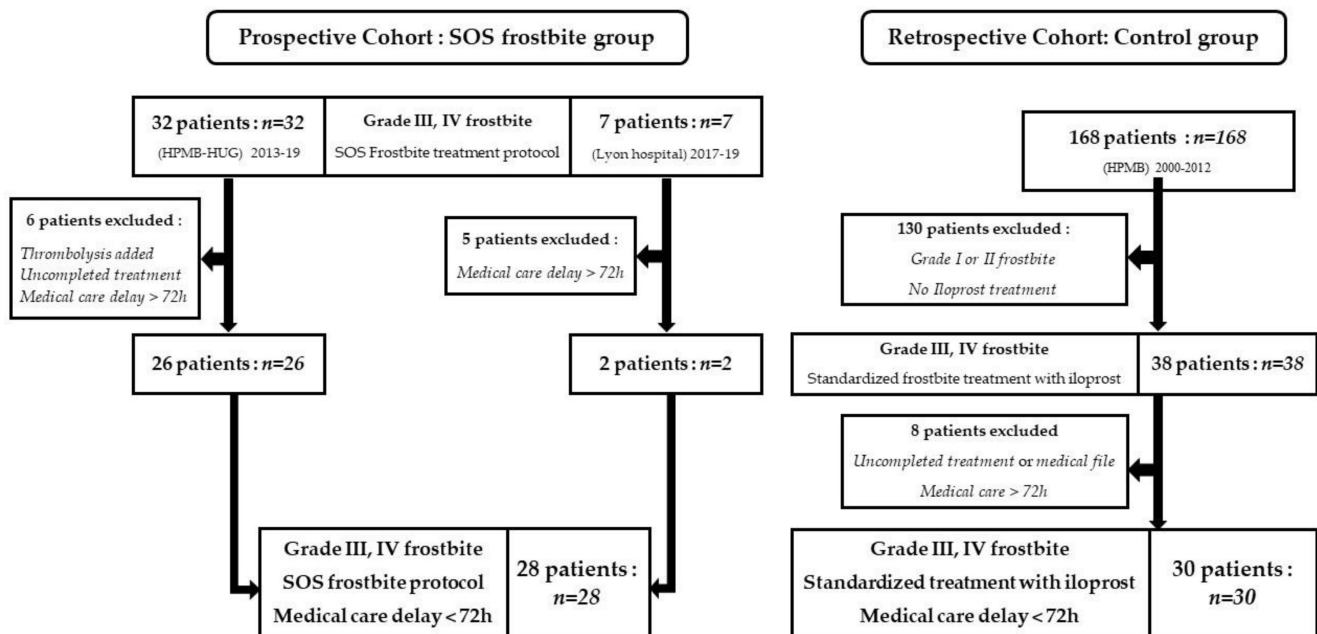 Prospective Cohort : SOS frostbite group
32 patients : n=32
(HPMB-HUG) 2013-19
Grade III, IV frostbite
SOS Frostbite treatment protocol
7 patients : n=7
(Lyon hospital) 2017-19
6 patients excluded :
Thrombolysis added
Uncompleted treatment
Medical care delay > 72h
5 patients excluded :
Medical care delay > 72h
26 patients : n=26
2 patients : n=2
Grade III, IV frostbite
SOS frostbite protocol
Medical care delay < 72h
28 patients :
n=28
Retrospective Cohort: Control group
168 patients : n=168
(HPMB) 2000-2012
130 patients excluded :
Grade I or II frostbite
No Iloprost treatment
Grade III, IV frostbite
Standardized frostbite treatment with iloprost
38 patients : n=38
8 patients excluded
Uncompleted treatment or medical file
Medical care > 72h
Grade III, IV frostbite
Standardized treatment with iloprost
Medical care delay < 72h
30 patients :
n=30